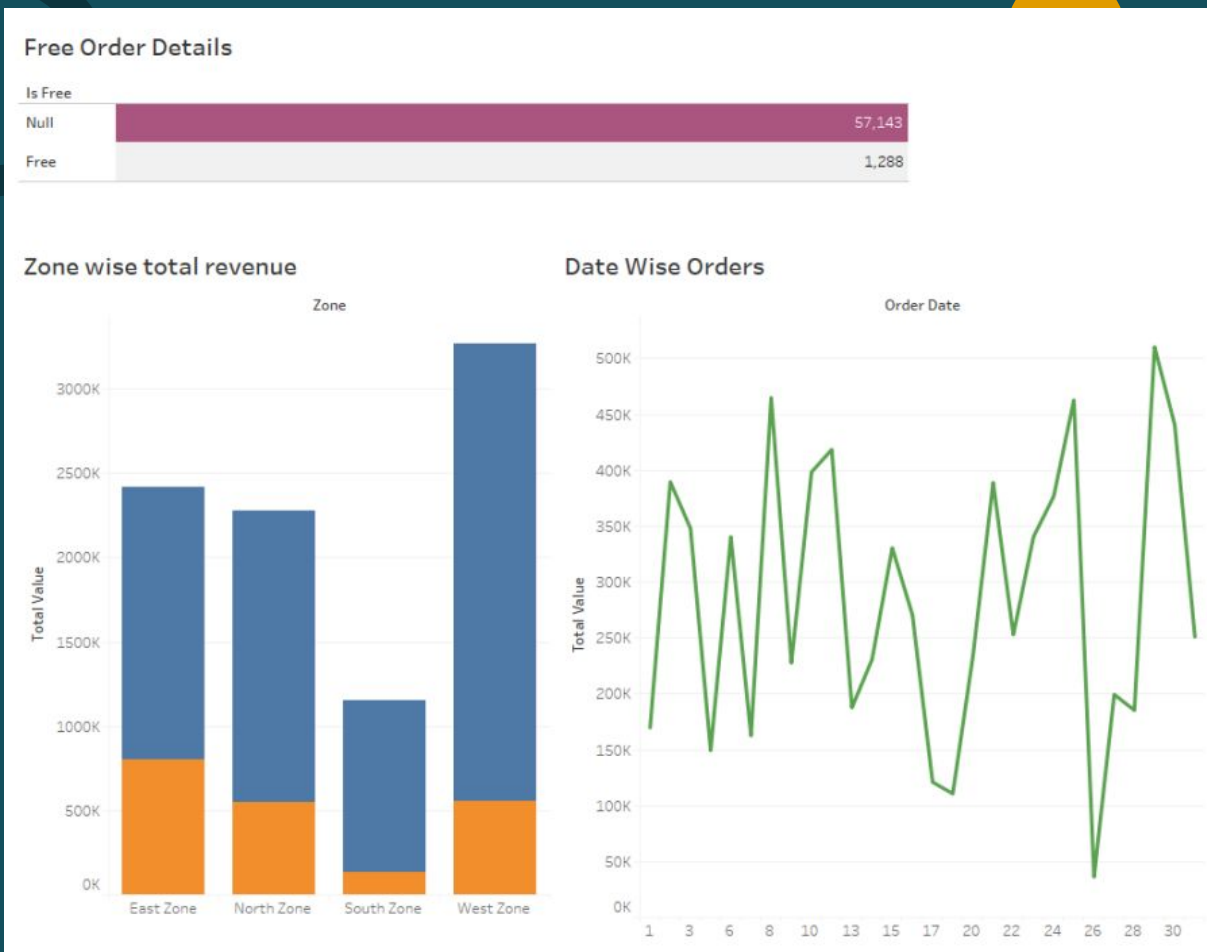 Free Order Details
Is Free
Null 57,143
Free 1,288
Zone wise total revenue
Zone
Total Value
3000K
2500K
2000K
1500K
1000K
500K
0K
East Zone North Zone South Zone West Zone
Date Wise Orders
Order Date
Total Value
500K
450K
400K
350K
300K
250K
200K
150K
100K
50K
0K
1 3 6 8 10 13 15 17 20 22 24 26 28 30